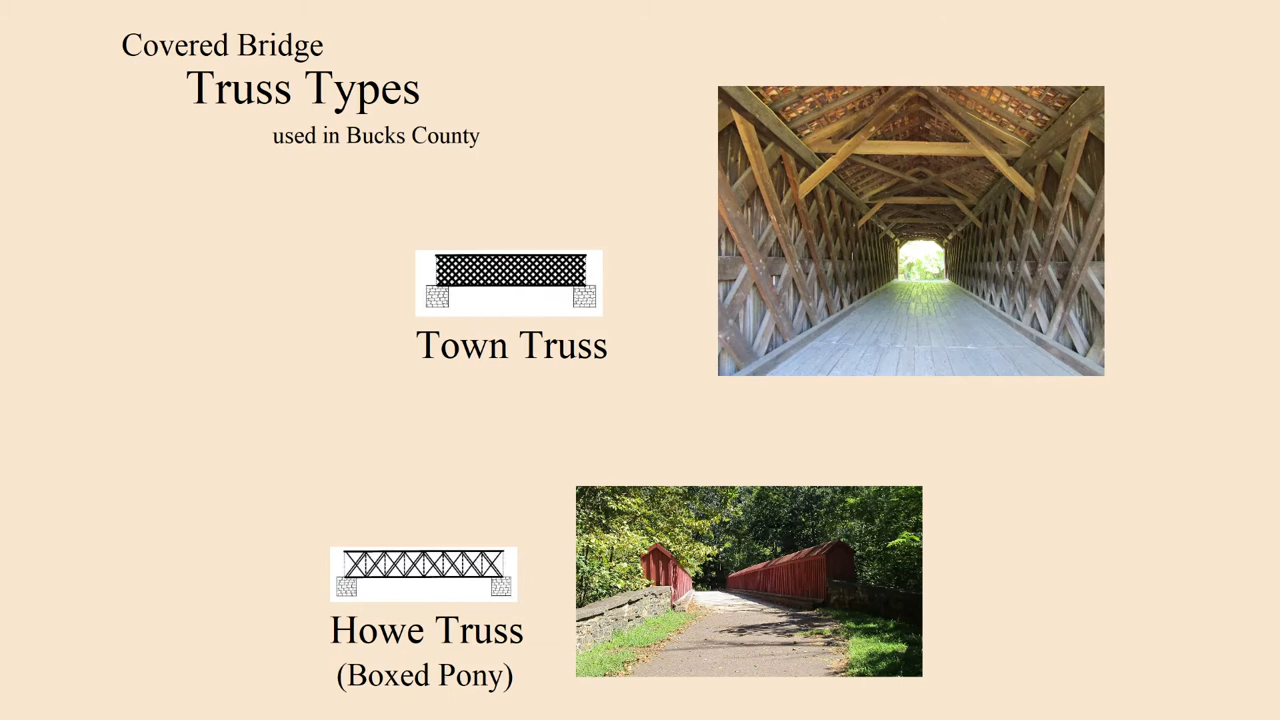 Covered Bridge
Truss Types
used in Bucks County
Town Truss
Howe Truss
(Boxed Pony)